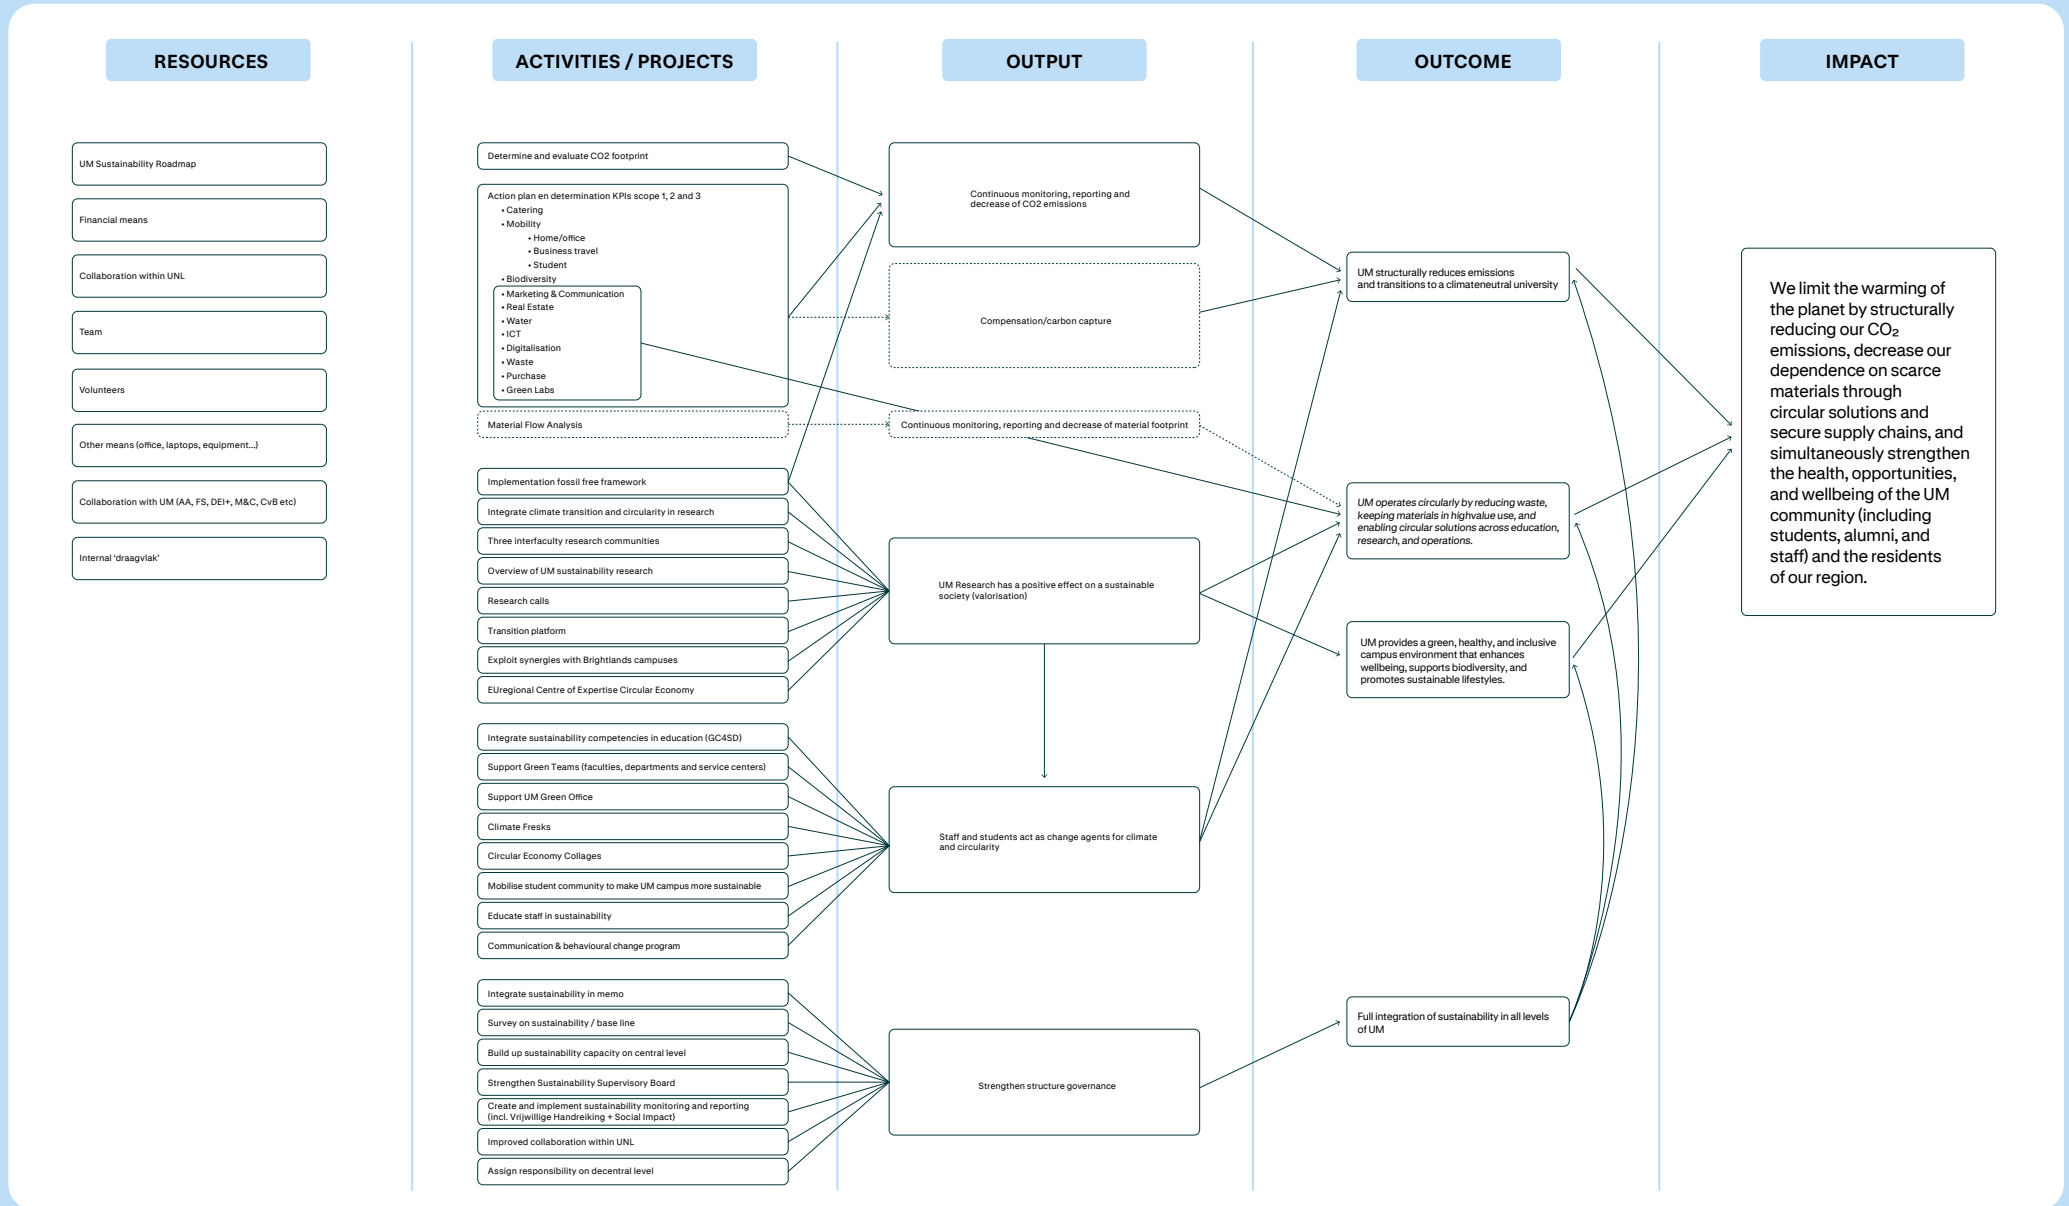 RESOURCES
ACTIVITIES / PROJECTS
OUTPUT
OUTCOME
IMPACT
UM Sustainability Roadmap
Financial means
Collaboration within UNL
Team
Volunteers
Other means (office, laptops, equipment...)
Collaboration with UM (AA, FS, DEI+, M&C, CvB etc)
Internal ‘draagvlak’
Determine and evaluate CO2 footprint
Action plan en determination KPIs scope 1, 2 and 3
• Catering
• Mobility
• Home/office
• Business travel
• Student
• Biodiversity
• Marketing & Communication
• Real Estate
• Water
• ICT
• Digitalisation
• Waste
• Purchase
• Green Labs
Material Flow Analysis
Implementation fossil free framework
Integrate climate transition and circularity in research
Three interfaculty research communities
Overview of UM sustainability research
Research calls
Transition platform
Exploit synergies with Brightlands campuses
EUregional Centre of Expertise Circular Economy
Integrate sustainability competencies in education (GC4SD)
Support Green Teams (faculties, departments and service centers)
Support UM Green Office
Climate Fresks
Circular Economy Collages
Mobilise student community to make UM campus more sustainable
Educate staff in sustainability
Communication & behavioural change program
Integrate sustainability in memo
Survey on sustainability / base line
Build up sustainability capacity on central level
Strengthen Sustainability Supervisory Board
Create and implement sustainability monitoring and reporting
(incl. Vrijwillige Handreiking + Social Impact)
Improved collaboration within UNL
Assign responsibility on decentral level
Continuous monitoring, reporting and
decrease of CO2 emissions
Compensation/carbon capture
Continuous monitoring, reporting and decrease of material footprint
UM Research has a positive effect on a sustainable
society (valorisation)
Staff and students act as change agents for climate
and circularity
Strengthen structure governance
UM structurally reduces emissions
and transitions to a climateneutral university
UM operates circularly by reducing waste,
keeping materials in highvalue use, and
enabling circular solutions across education,
research, and operations.
UM provides a green, healthy, and inclusive
campus environment that enhances
wellbeing, supports biodiversity, and
promotes sustainable lifestyles.
Full integration of sustainability in all levels
of UM
We limit the warming of
the planet by structurally
reducing our CO₂
emissions, decrease our
dependence on scarce
materials through
circular solutions and
secure supply chains, and
simultaneously strengthen
the health, opportunities,
and wellbeing of the UM
community (including
students, alumni, and
staff) and the residents
of our region.